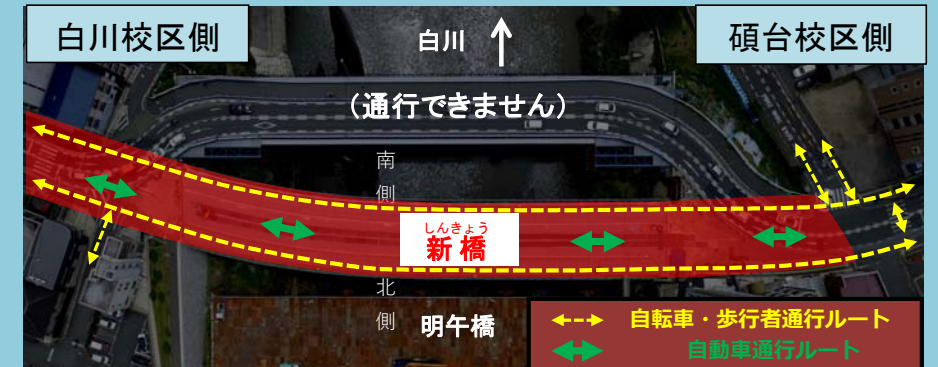 白川校区側
白川
碩台校区側
（通行できません）
南側
しんきょう
新橋
北側
明午橋
自転車・歩行者通行ルート
自動車通行ルート